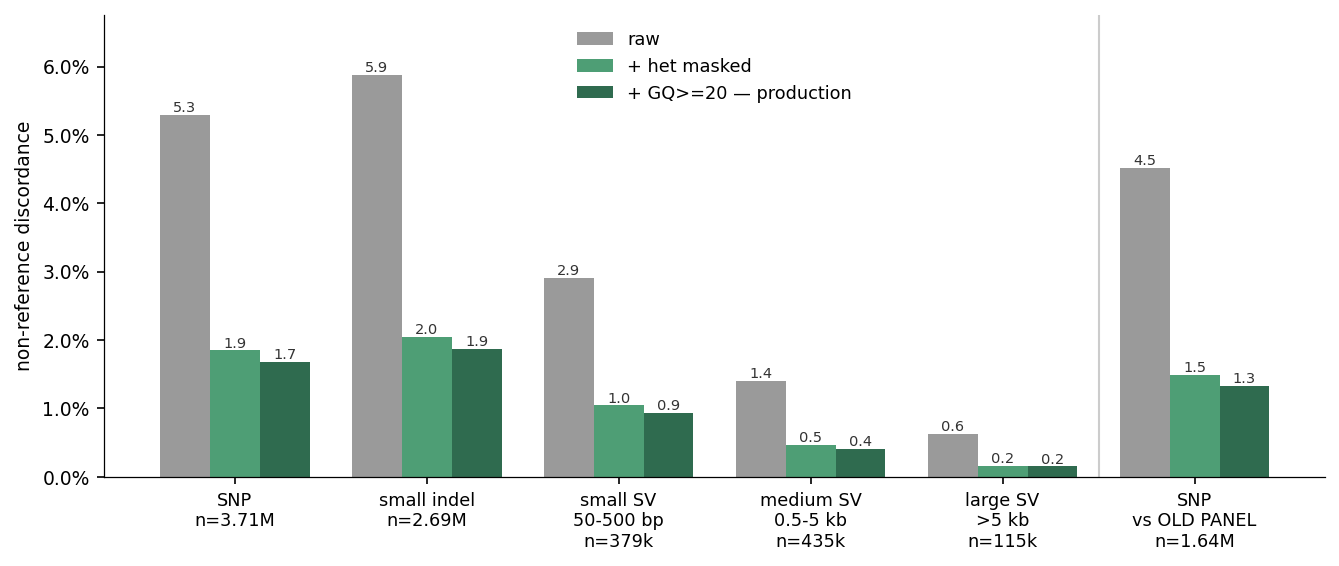 raw
+ het masked
+ GQ>=20 — production
non-reference discordance
6.0%
5.0%
4.0%
3.0%
2.0%
1.0%
0.0%
5.3
1.9
1.7
5.9
2.0
1.9
2.9
1.0
0.9
1.4
0.5
0.4
0.6
0.2
0.2
4.5
1.5
1.3
SNP
n=3.71M
small indel
n=2.69M
small SV
50-500 bp
n=379k
medium SV
0.5-5 kb
n=435k
large SV
>5 kb
n=115k
SNP
vs OLD PANEL
n=1.64M